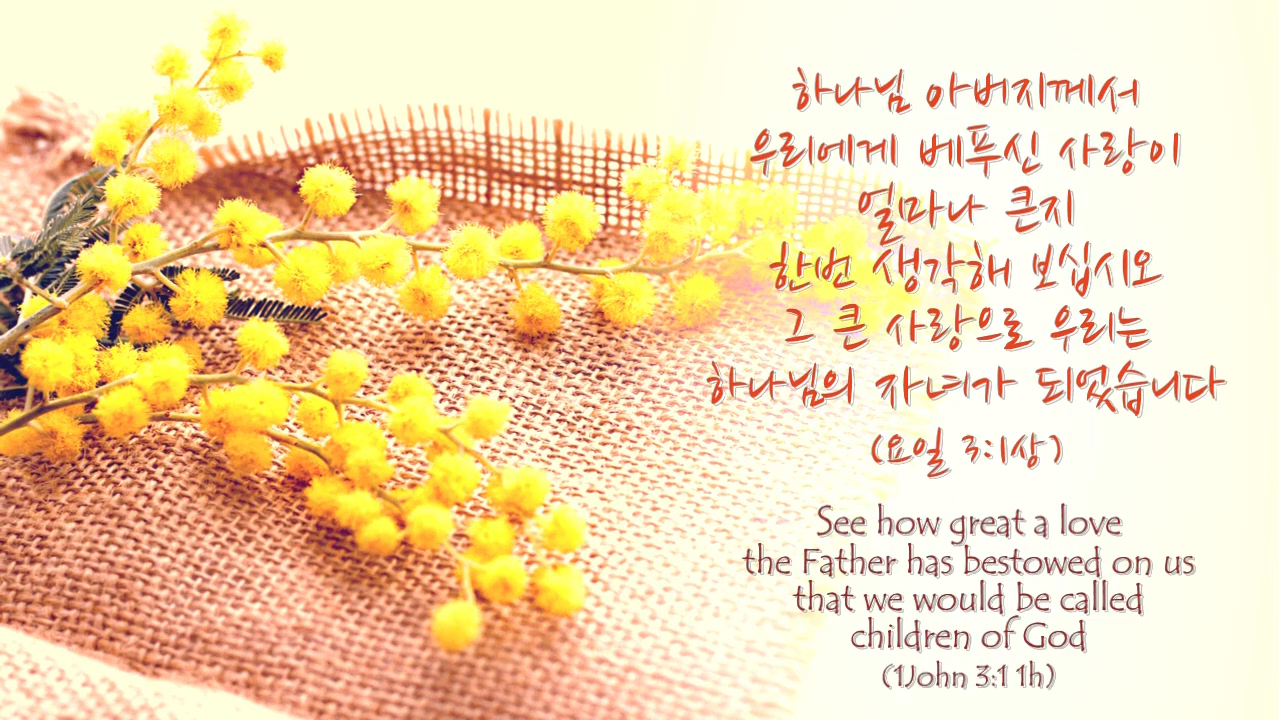 하나님 아버지께서
우리에게 베푸신 사랑이
얼마나 큰지
한번 생각해 보십시오
그 큰 사랑으로 우리는
하나님의 자녀가 되었습니다
(요일 3:1상)
See how great a love
the Father has bestowed on us
that we would be called
children of God
(1John 3:1 1h)